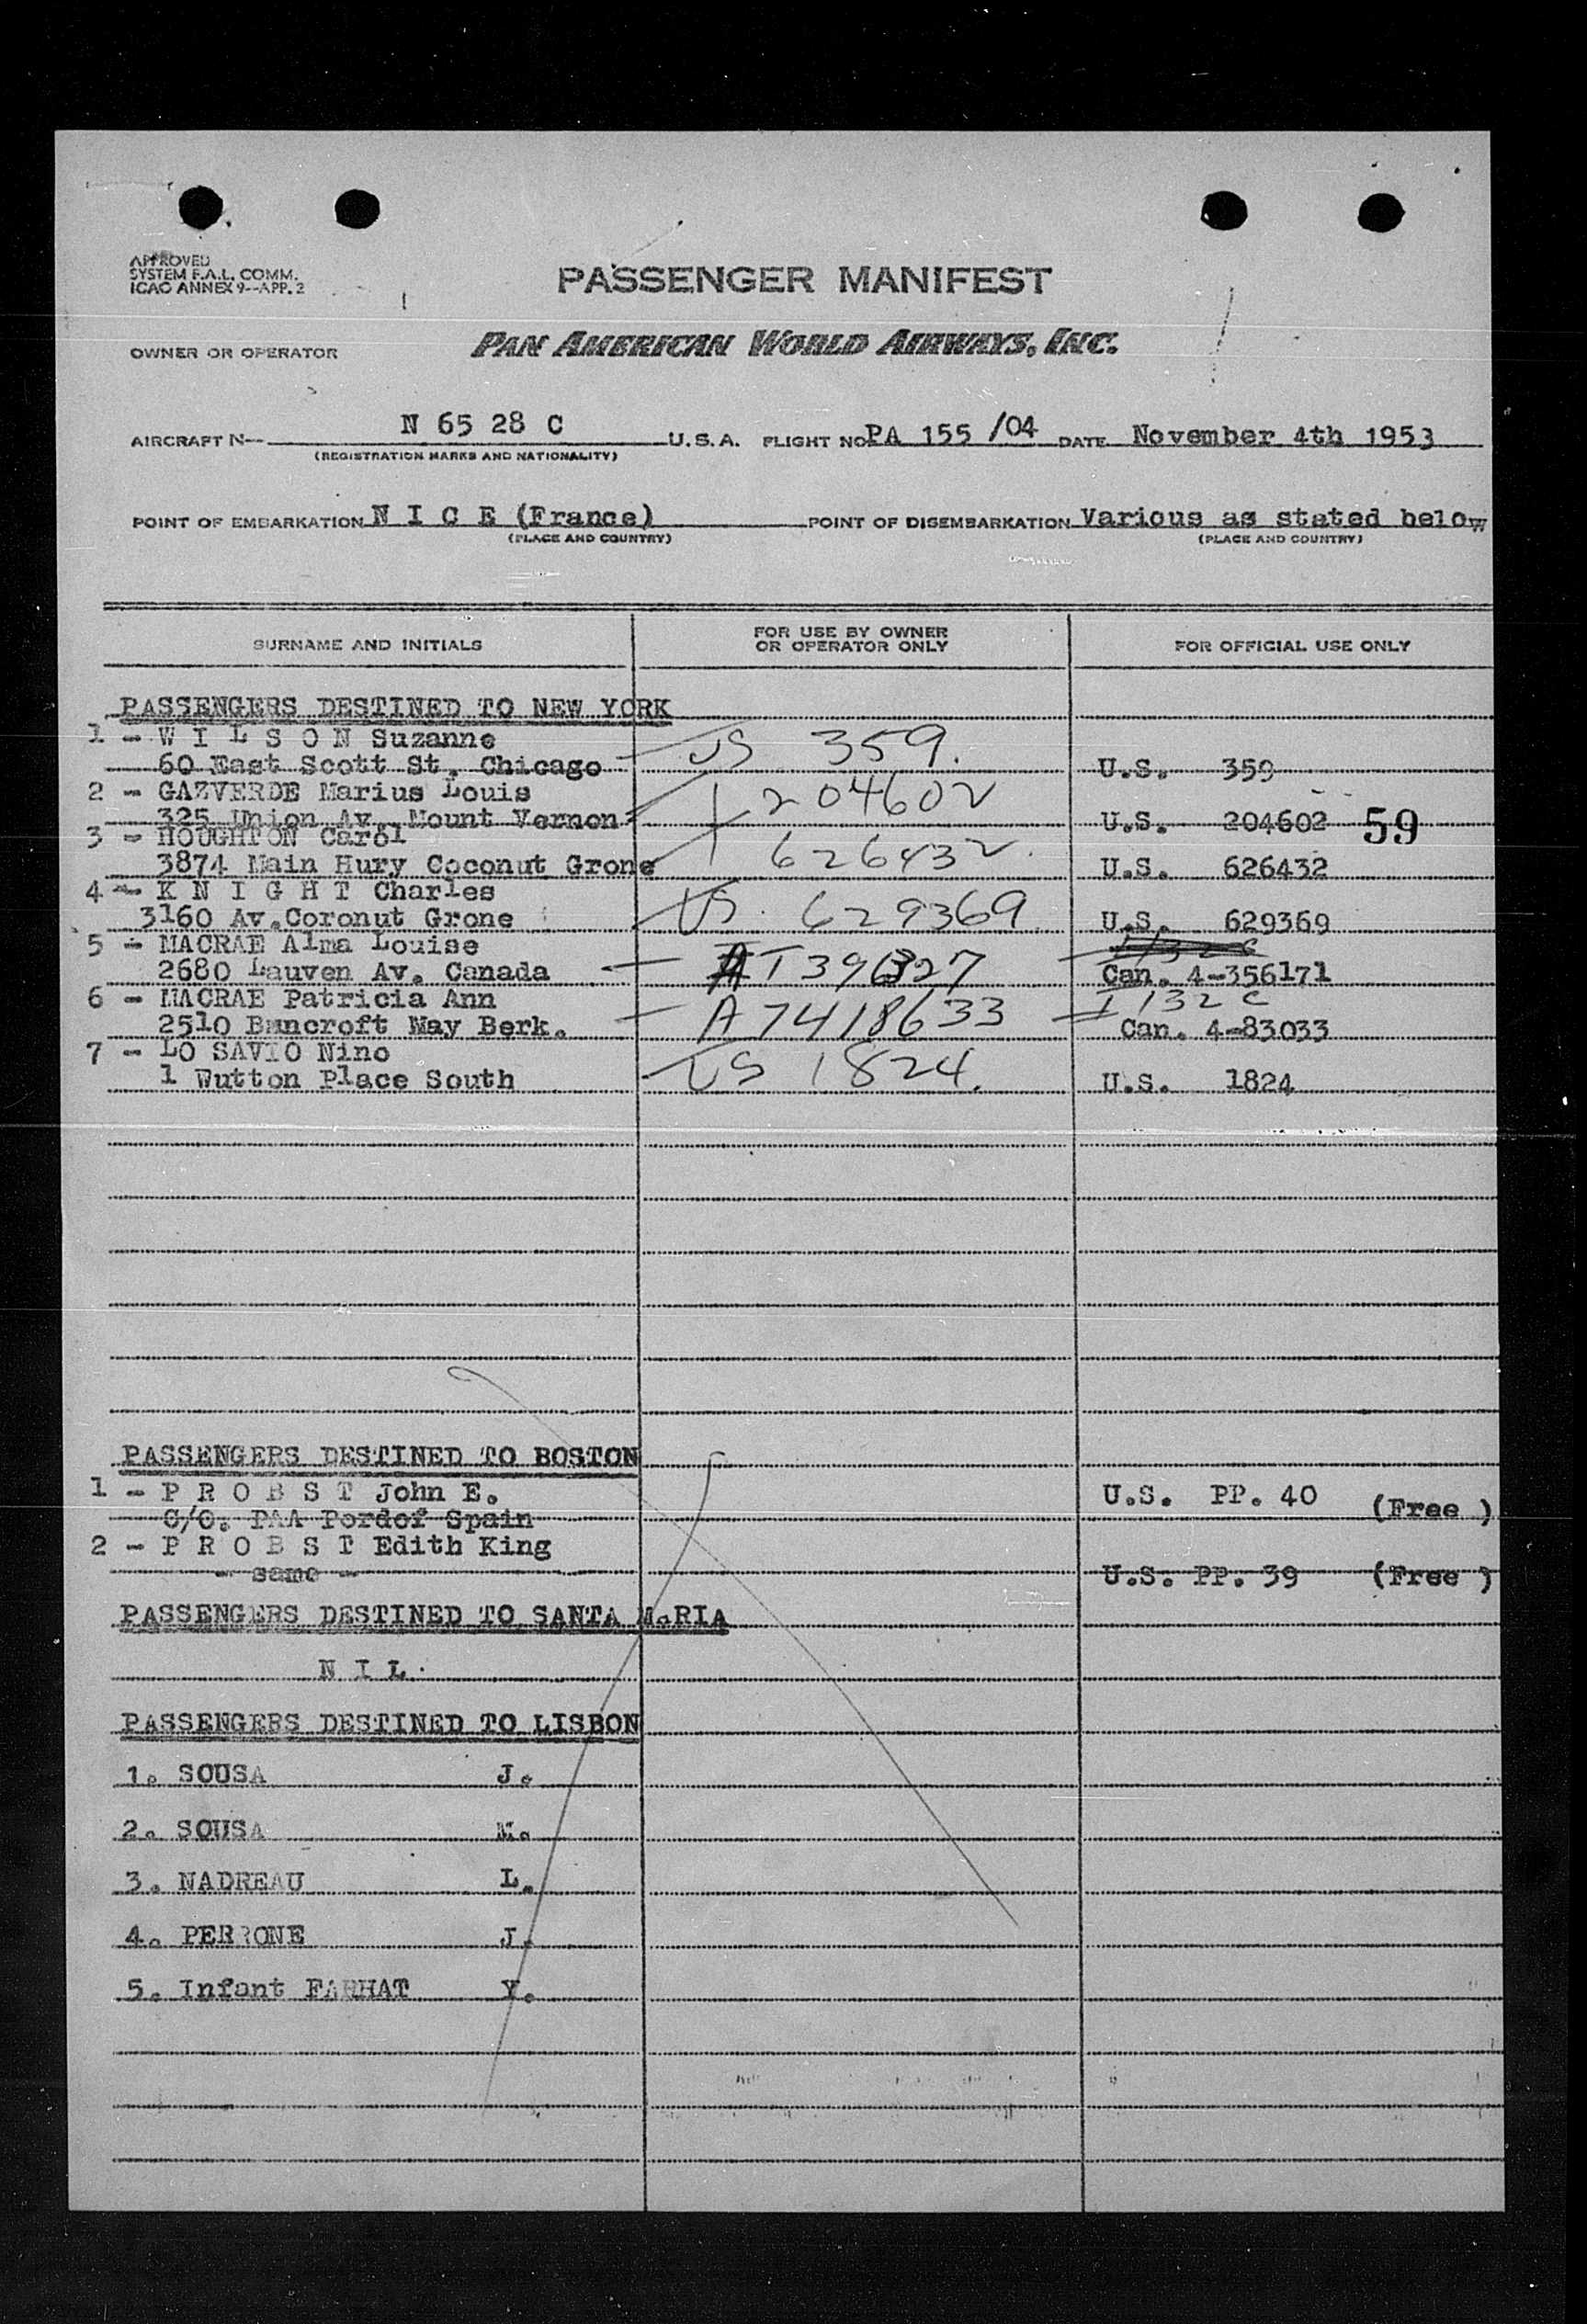 APPROVED
SYSTEM F.A.L. COMM.
ICAO ANNEX 9--APP. 2
PASSENGER MANIFEST
OWNER OR OPERATOR PAN AMERICAN WORLD AIRWAYS, INC.
AIRCRAFT N— N 65 28 C U.S.A. FLIGHT NO PA 155 /04 DATE November 4th 1953
(REGISTRATION MARKS AND NATIONALITY)
POINT OF EMBARKATION N I C E (France) POINT OF DISEMBARKATION Various as stated below
(PLACE AND COUNTRY) (PLACE AND COUNTRY)
SURNAME AND INITIALS FOR USE BY OWNER OR OPERATOR ONLY FOR OFFICIAL USE ONLY
PASSENGERS DESTINED TO NEW YORK
1 - W I L S O N Suzanne
60 East Scott St. Chicago US 359. U.S. 359
2 - GAZVERDE Marius Louis
325 Union Av. Mount Vernon 204602 U.S. 204602 59
3 - HOUGHTON Carol
3874 Main Hury Coconut Grone 626432 U.S. 626432
4 - K N I G H T Charles
3160 Av.Coronut Grone US. 629369 U.S. 629369
5 - MACRAE Alma Louise
2680 Lauven Av. Canada Can. 4-356171
6 - MACRAE Patricia Ann I 132 c
2510 Bancroft May Berk. A7418633 Can. 4-83033
7 - LO SAVIO Nino
1 Wutton Place South US 1824. U.S. 1824
PASSENGERS DESTINED TO BOSTON
1 - P R O B S T John E. U.S. PP. 40 (Free )
C/O. PAA Pordof Spain
2 - P R O B S T Edith King
- same - U.S. PP. 39 (Free )
PASSENGERS DESTINED TO SANTA MaRIA
N I L
PASSENGERS DESTINED TO LISBON
1. SOUSA J.
2. SOUSA M.
3. NADREAU L.
4. PERRONE J.
5. Infant FARHAT Y.